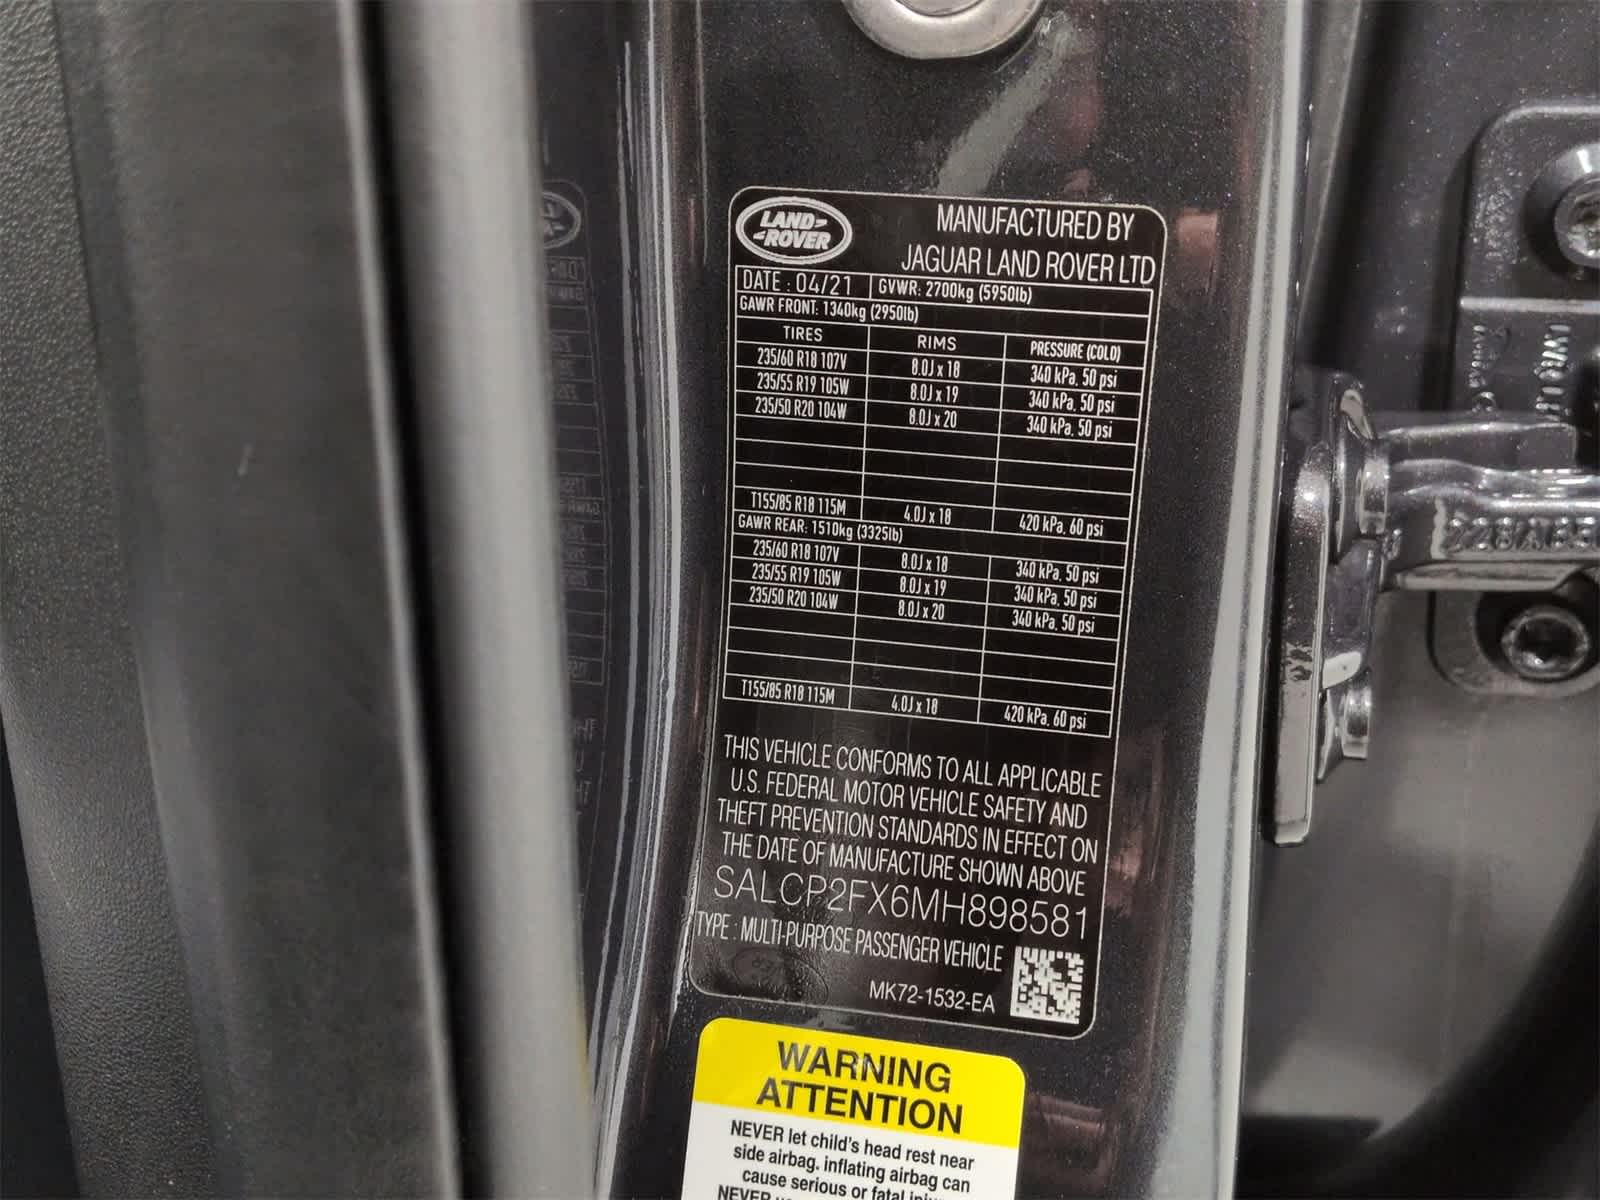 LAND-
-ROVER
MANUFACTURED BY
JAGUAR LAND ROVER LTD
DATE : 04/21 GVWR: 2700kg (5950lb)
GAWR FRONT: 1340kg (2950lb)
TIRES RIMS PRESSURE (COLD)
235/60 R18 107V 8.0J x 18 340 kPa, 50 psi
235/55 R19 105W 8.0J x 19 340 kPa, 50 psi
235/50 R20 104W 8.0J x 20 340 kPa, 50 psi
T155/85 R18 115M 4.0J x 18 420 kPa, 60 psi
GAWR REAR: 1510kg (3325lb)
235/60 R18 107V 8.0J x 18 340 kPa, 50 psi
235/55 R19 105W 8.0J x 19 340 kPa, 50 psi
235/50 R20 104W 8.0J x 20 340 kPa, 50 psi
T155/85 R18 115M 4.0J x 18 420 kPa, 60 psi
THIS VEHICLE CONFORMS TO ALL APPLICABLE
U.S. FEDERAL MOTOR VEHICLE SAFETY AND
THEFT PREVENTION STANDARDS IN EFFECT ON
THE DATE OF MANUFACTURE SHOWN ABOVE
SALCP2FX6MH898581
TYPE : MULTI-PURPOSE PASSENGER VEHICLE
MK72-1532-EA
WARNING
ATTENTION
NEVER let child's head rest near
side airbag, inflating airbag can
cause serious or fatal
NEVER